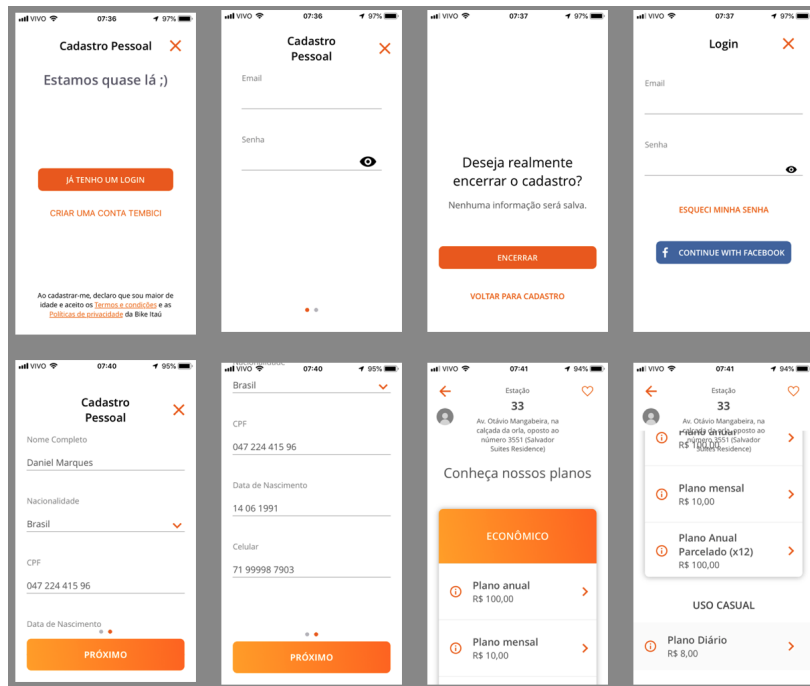 VIVO 07:36 97%
Cadastro Pessoal
Estamos quase lá ;)
JÁ TENHO UM LOGIN
CRIAR UMA CONTA TEMBICI
Ao cadastrar-me, declaro que sou maior de
idade e aceito os Termos e condições e as
Políticas de privacidade da Bike Itaú
VIVO 07:36 97%
Cadastro
Pessoal
Email
Senha
VIVO 07:37 97%
Deseja realmente
encerrar o cadastro?
Nenhuma informação será salva.
ENCERRAR
VOLTAR PARA CADASTRO
VIVO 07:37 97%
Login
Email
Senha
ESQUECI MINHA SENHA
f CONTINUE WITH FACEBOOK
VIVO 07:40 95%
Cadastro
Pessoal
Nome Completo
Daniel Marques
Nacionalidade
Brasil
CPF
047 224 415 96
Data de Nascimento
PRÓXIMO
VIVO 07:40 95%
Nacionalidade
Brasil
CPF
047 224 415 96
Data de Nascimento
14 06 1991
Celular
71 99998 7903
PRÓXIMO
VIVO 07:41 94%
Estação
33
Av. Otávio Mangabeira, na
calçada da orla, oposto ao
número 3551 (Salvador
Suites Residence)
Conheça nossos planos
ECONÔMICO
Plano anual
R$ 100,00
Plano mensal
R$ 10,00
VIVO 07:41 94%
Estação
33
Av. Otávio Mangabeira, na
calçada da orla, oposto ao
Plano anual
número 3551 (Salvador
R$ 100,00
Suites Residence)
Plano mensal
R$ 10,00
Plano Anual
Parcelado (x12)
R$ 100,00
USO CASUAL
Plano Diário
R$ 8,00